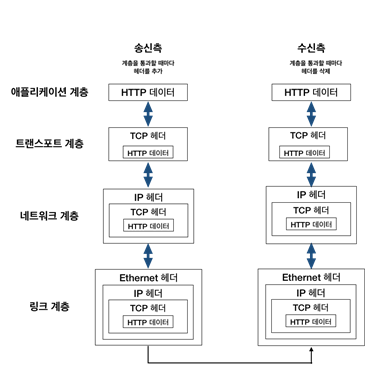 송신측
수신측
계층을 통과할 때마다
헤더를 추가
계층을 통과할 때마다
헤더를 삭제
애플리케이션 계층
HTTP 데이터
HTTP 데이터
트랜스포트 계층
TCP 헤더
HTTP 데이터
TCP 헤더
HTTP 데이터
네트워크 계층
IP 헤더
TCP 헤더
HTTP 데이터
IP 헤더
TCP 헤더
HTTP 데이터
링크 계층
Ethernet 헤더
IP 헤더
TCP 헤더
HTTP 데이터
Ethernet 헤더
IP 헤더
TCP 헤더
HTTP 데이터